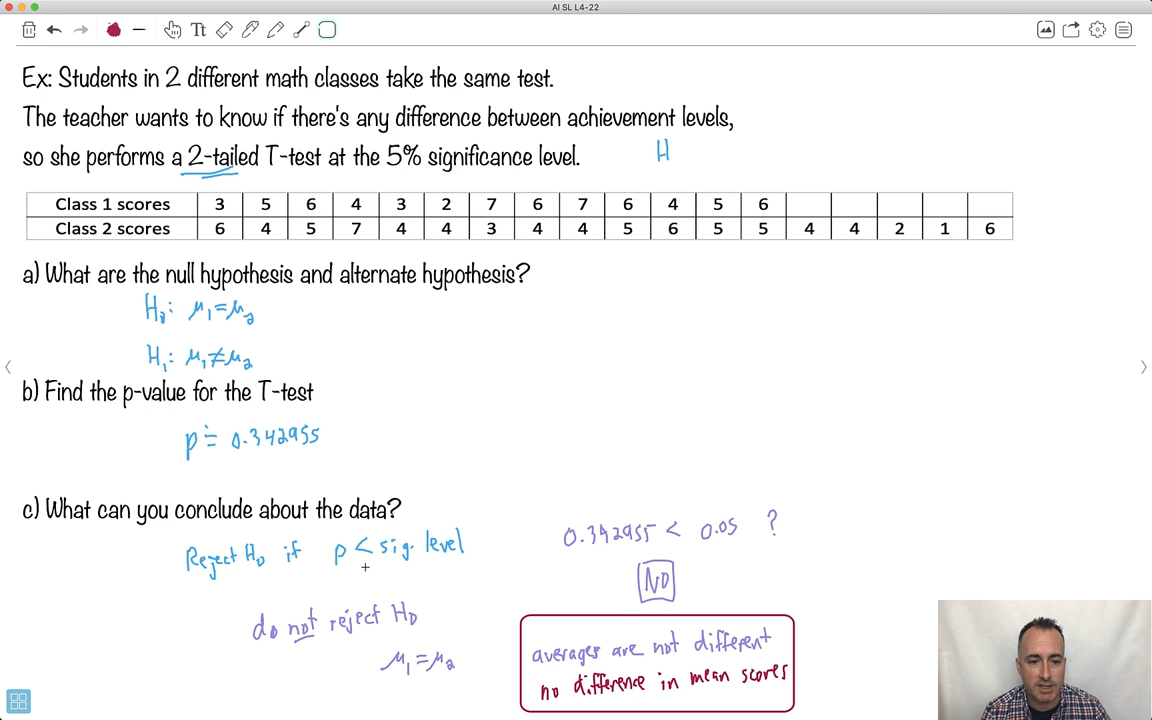 AI SL L4-22
Tt
Ex: Students in 2 different math classes take the same test.
The teacher wants to know if there's any difference between achievement levels,
so she performs a 2-tailed T-test at the 5% significance level.
H
Class 1 scores 3 5 6 4 3 2 7 6 7 6 4 5 6
Class 2 scores 6 4 5 7 4 4 3 4 4 5 6 5 5 4 4 2 1 6
a) What are the null hypothesis and alternate hypothesis?
H₀: μ₁=μ₂
H₁: μ₁≠μ₂
b) Find the p-value for the T-test
p ≐ 0.342955
c) What can you conclude about the data?
Reject H₀ if p < sig. level
0.342955 < 0.05 ?
NO
do not reject H₀
μ₁=μ₂
averages are not different
no difference in mean scores